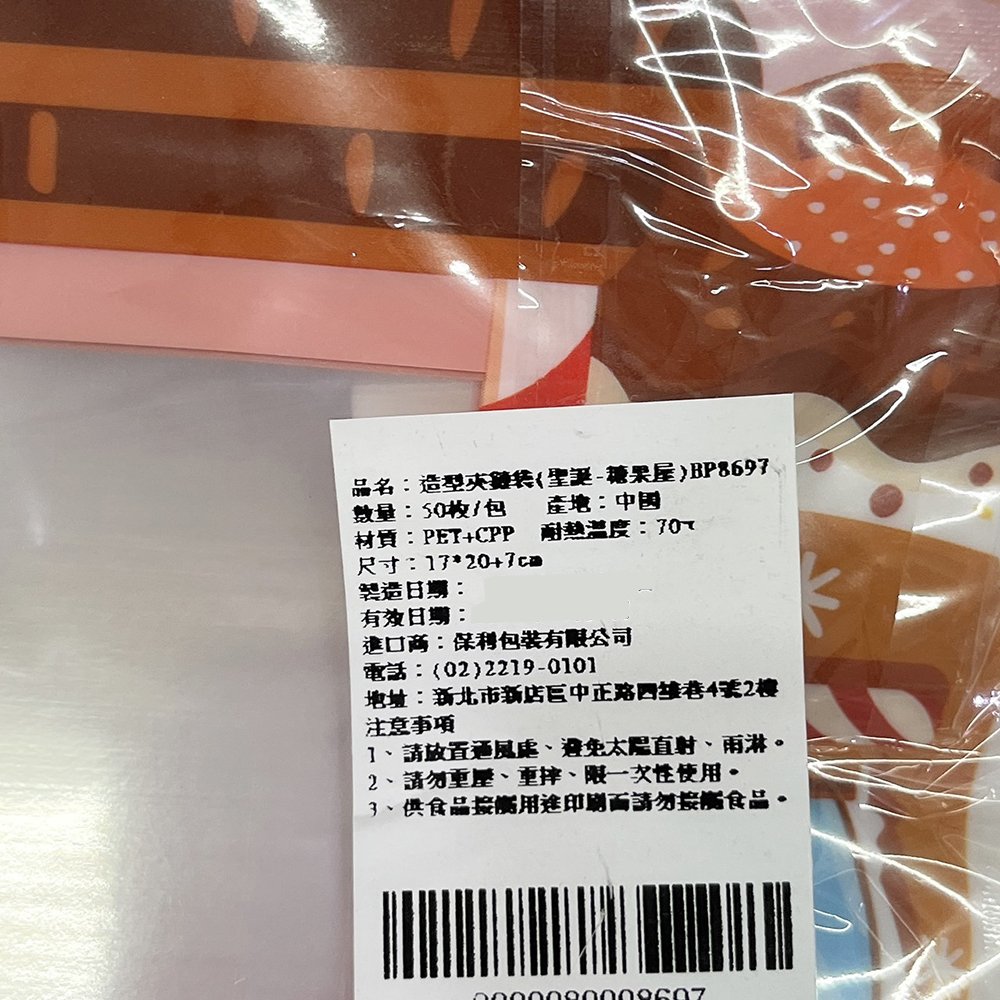 品名：造型夾鏈袋(聖誕-糖果屋)BP8697
數量：50枚/包 產地：中國
材質：PET+CPP 耐熱溫度：70℃
尺寸：17*20+7cm
製造日期：
有效日期：
進口商：保利包裝有限公司
電話：(02)2219-0101
地址：新北市新店區中正路四維巷4號2樓
注意事項
1、請放置通風處、避免太陽直射、雨淋。
2、請勿重壓、重摔、限一次性使用。
3、供食品接觸用途印刷面請勿接觸食品。